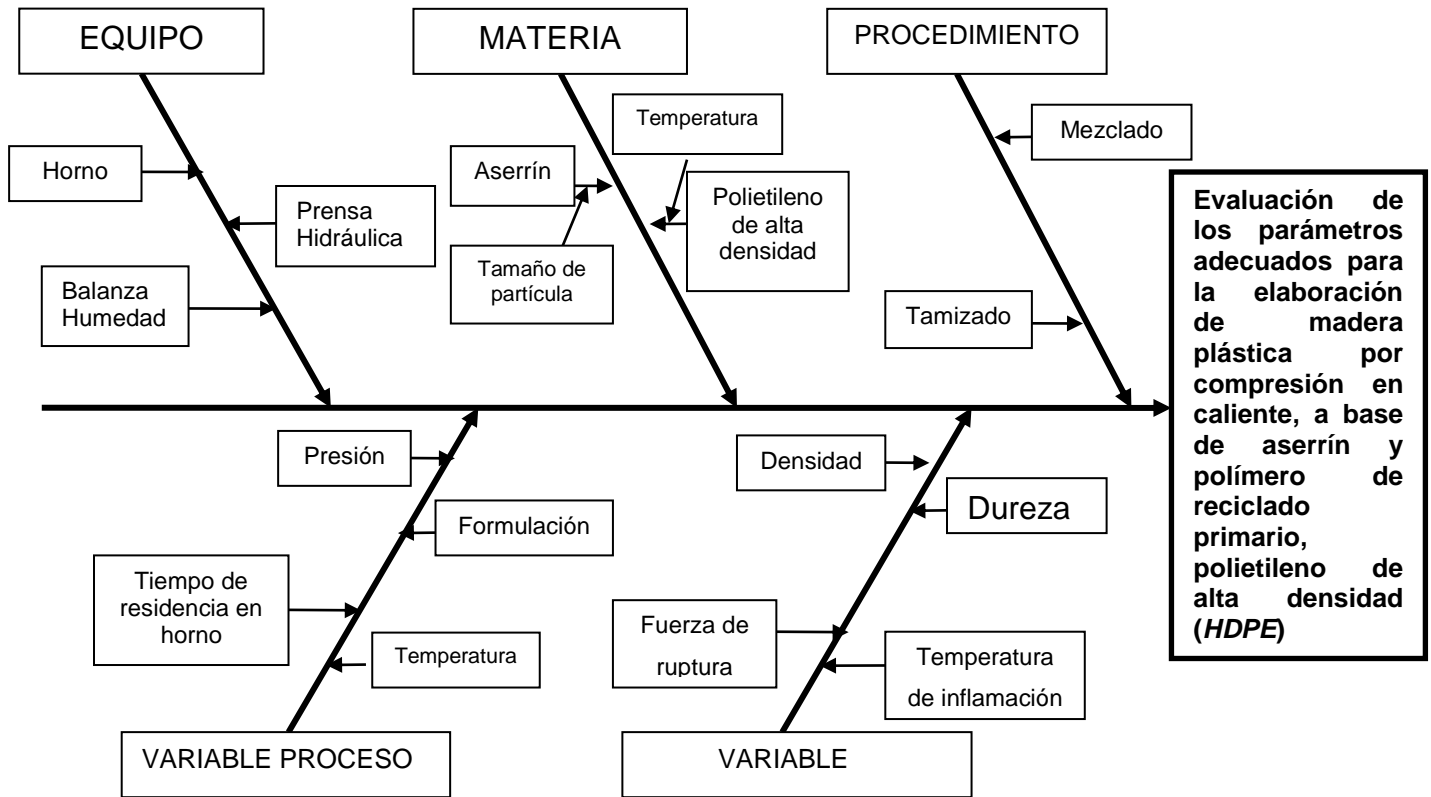 EQUIPO
MATERIA
PROCEDIMIENTO
Horno
Prensa
Hidráulica
Balanza
Humedad
Aserrín
Tamaño de
partícula
Temperatura
Polietileno
de alta
densidad
Mezclado
Tamizado
Evaluación de
los parámetros
adecuados para
la elaboración
de madera
plástica por
compresión en
caliente, a base
de aserrín y
polímero de
reciclado
primario,
polietileno de
alta densidad
(HDPE)
Presión
Formulación
Tiempo de
residencia en
horno
Temperatura
Densidad
Dureza
Fuerza de
ruptura
Temperatura
de inflamación
VARIABLE PROCESO
VARIABLE